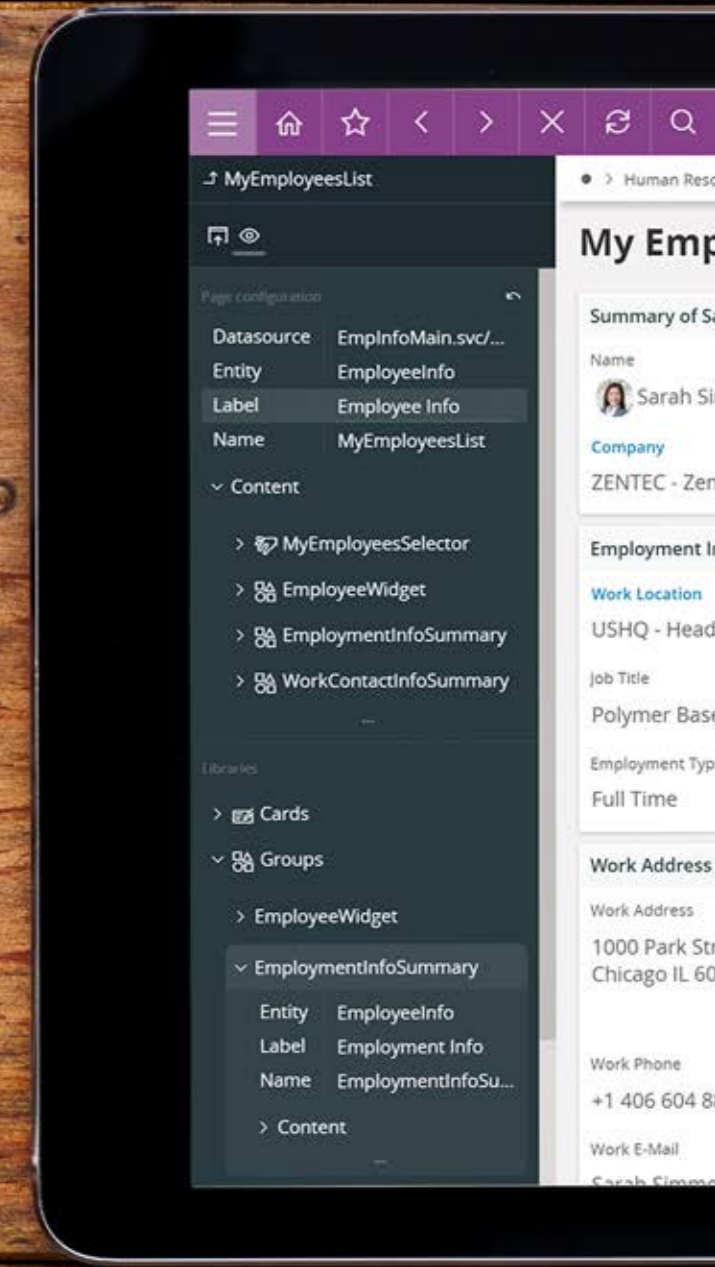 MyEmployeesList
Page configuration
Datasource EmpInfoMain.svc/...
Entity EmployeeInfo
Label Employee Info
Name MyEmployeesList
Content
MyEmployeesSelector
EmployeeWidget
EmploymentInfoSummary
WorkContactInfoSummary
...
Libraries
Cards
Groups
EmployeeWidget
EmploymentInfoSummary
Entity EmployeeInfo
Label Employment Info
Name EmploymentInfoSu...
Content
...
> Human Reso
My Emp
Summary of Sa
Name
Sarah Si
Company
ZENTEC - Zen
Employment I
Work Location
USHQ - Head
Job Title
Polymer Base
Employment Typ
Full Time
Work Address
Work Address
1000 Park Str
Chicago IL 60
Work Phone
+1 406 604 8
Work E-Mail
Sarah Simmo